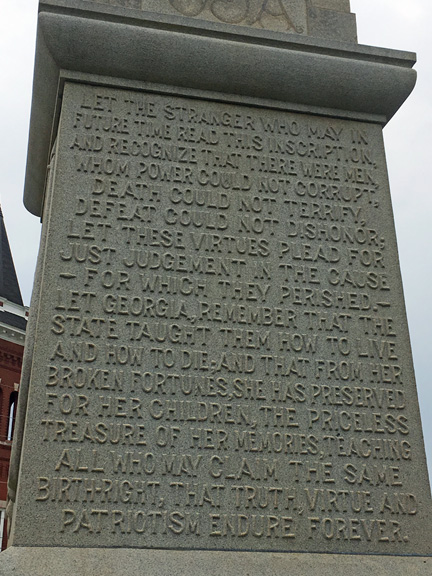 CSA
LET THE STRANGER WHO MAY IN
FUTURE TIME READ THIS INSCRIPTION,
AND RECOGNIZE THAT THERE WERE MEN,
WHOM POWER COULD NOT CORRUPT,
DEATH COULD NOT TERRIFY,
DEFEAT COULD NOT DISHONOR,
LET THESE VIRTUES PLEAD FOR
JUST JUDGEMENT IN THE CAUSE
—FOR WHICH THEY PERISHED.—
LET GEORGIA, REMEMBER THAT THE
STATE TAUGHT THEM HOW TO LIVE
AND HOW TO DIE, AND THAT FROM HER
BROKEN FORTUNES, SHE HAS PRESERVED
FOR HER CHILDREN, THE PRICELESS
TREASURE OF HER MEMORIES, TEACHING
ALL WHO MAY CLAIM THE SAME
BIRTH-RIGHT, THAT TRUTH, VIRTUE AND
PATRIOTISM ENDURE, FOREVER.